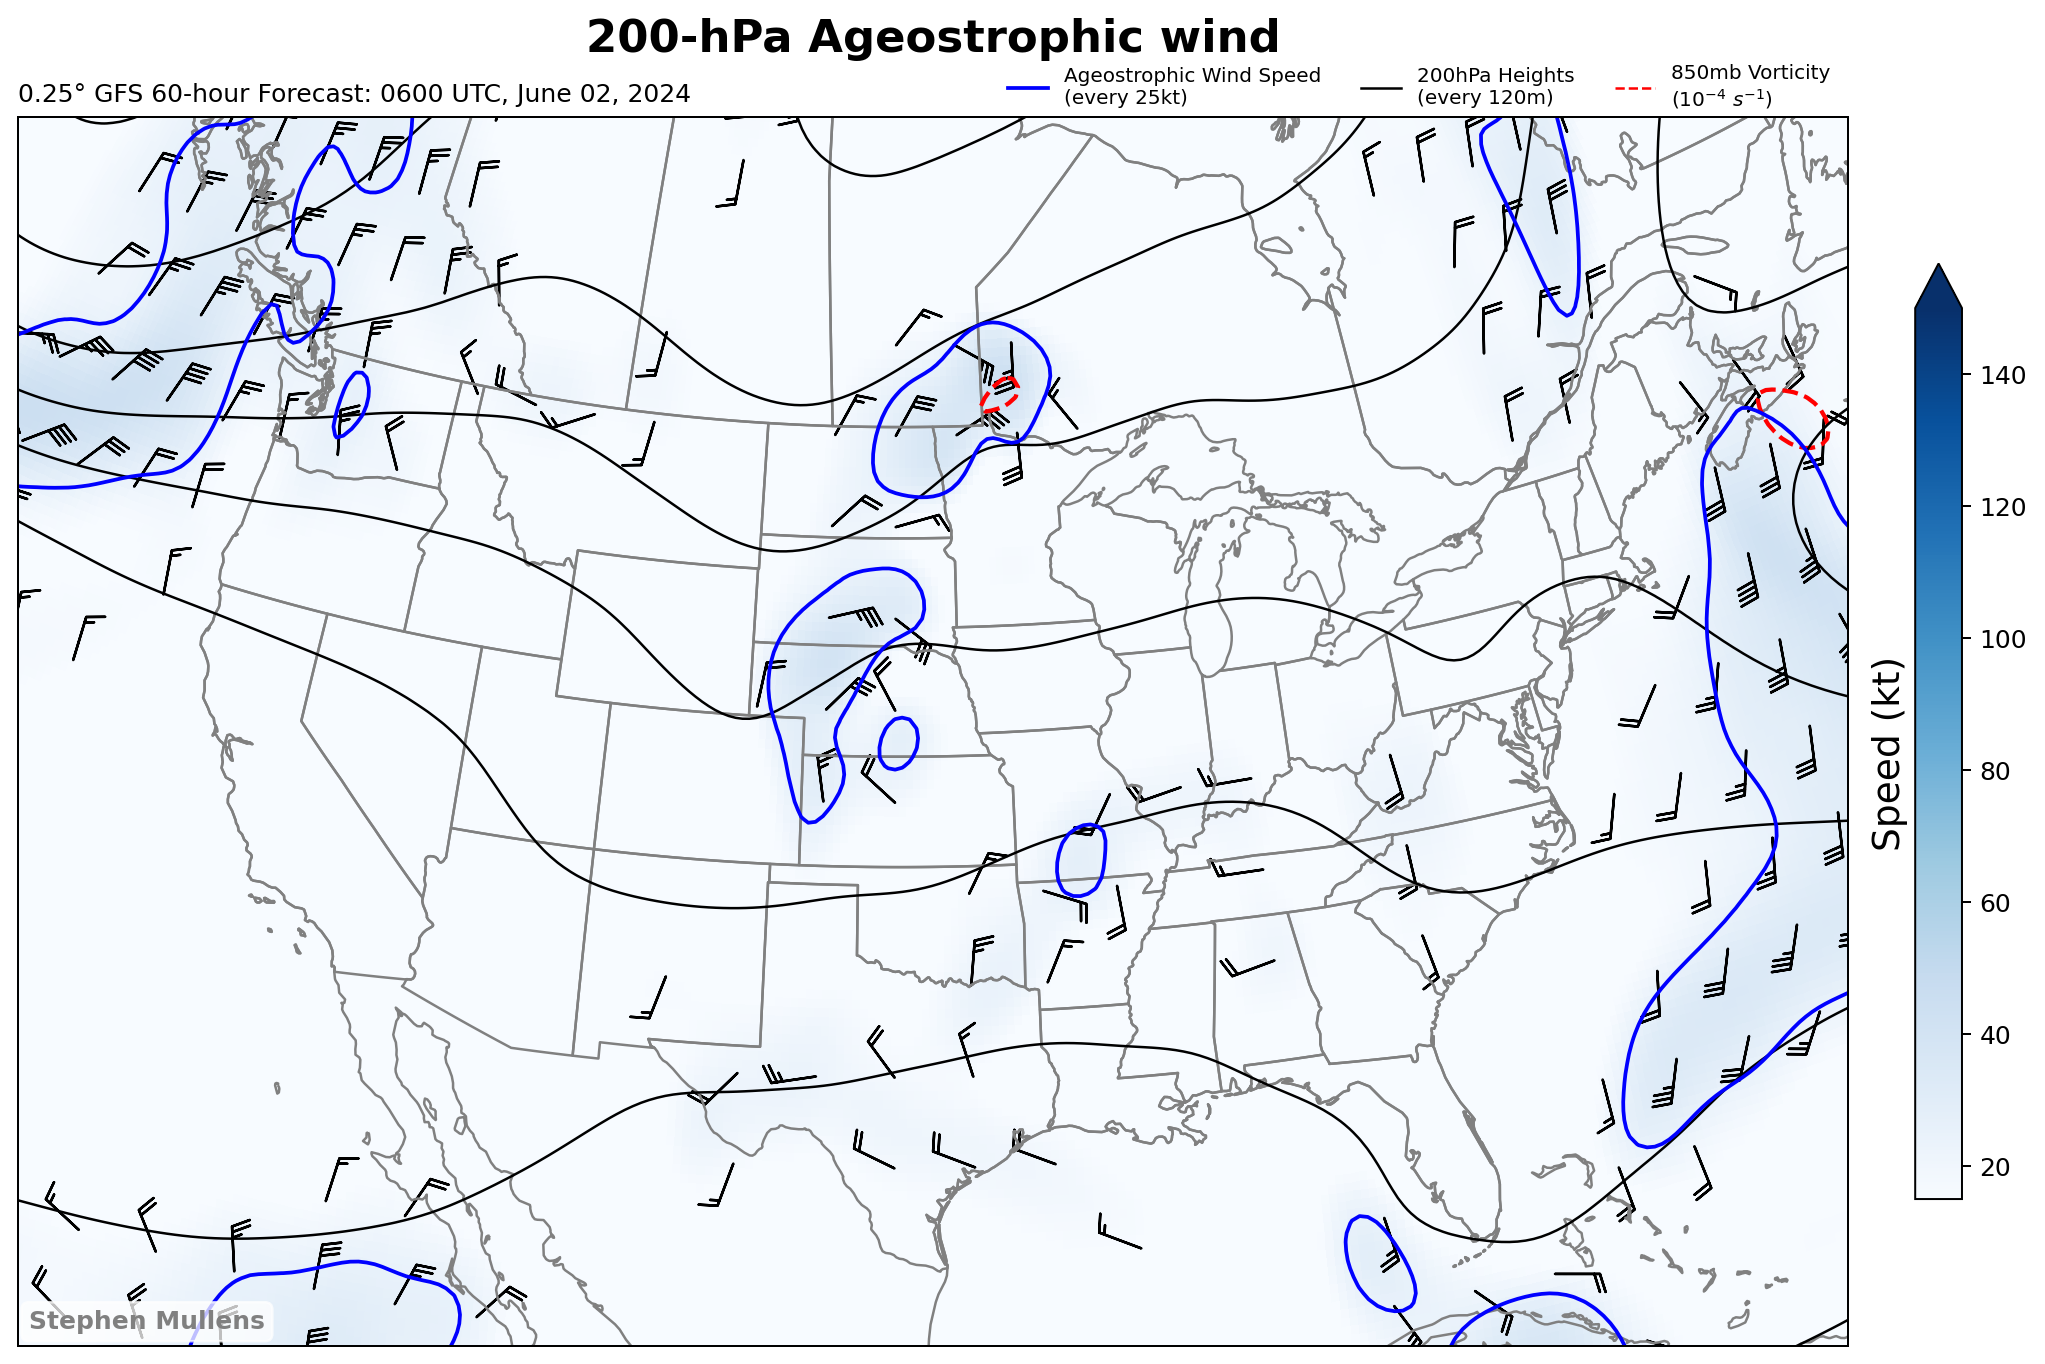 200-hPa Ageostrophic wind
0.25° GFS 60-hour Forecast: 0600 UTC, June 02, 2024
Ageostrophic Wind Speed
(every 25kt)
200hPa Heights
(every 120m)
850mb Vorticity
(10⁻⁴ s⁻¹)
140
120
100
80
60
40
20
Speed (kt)
Stephen Mullens